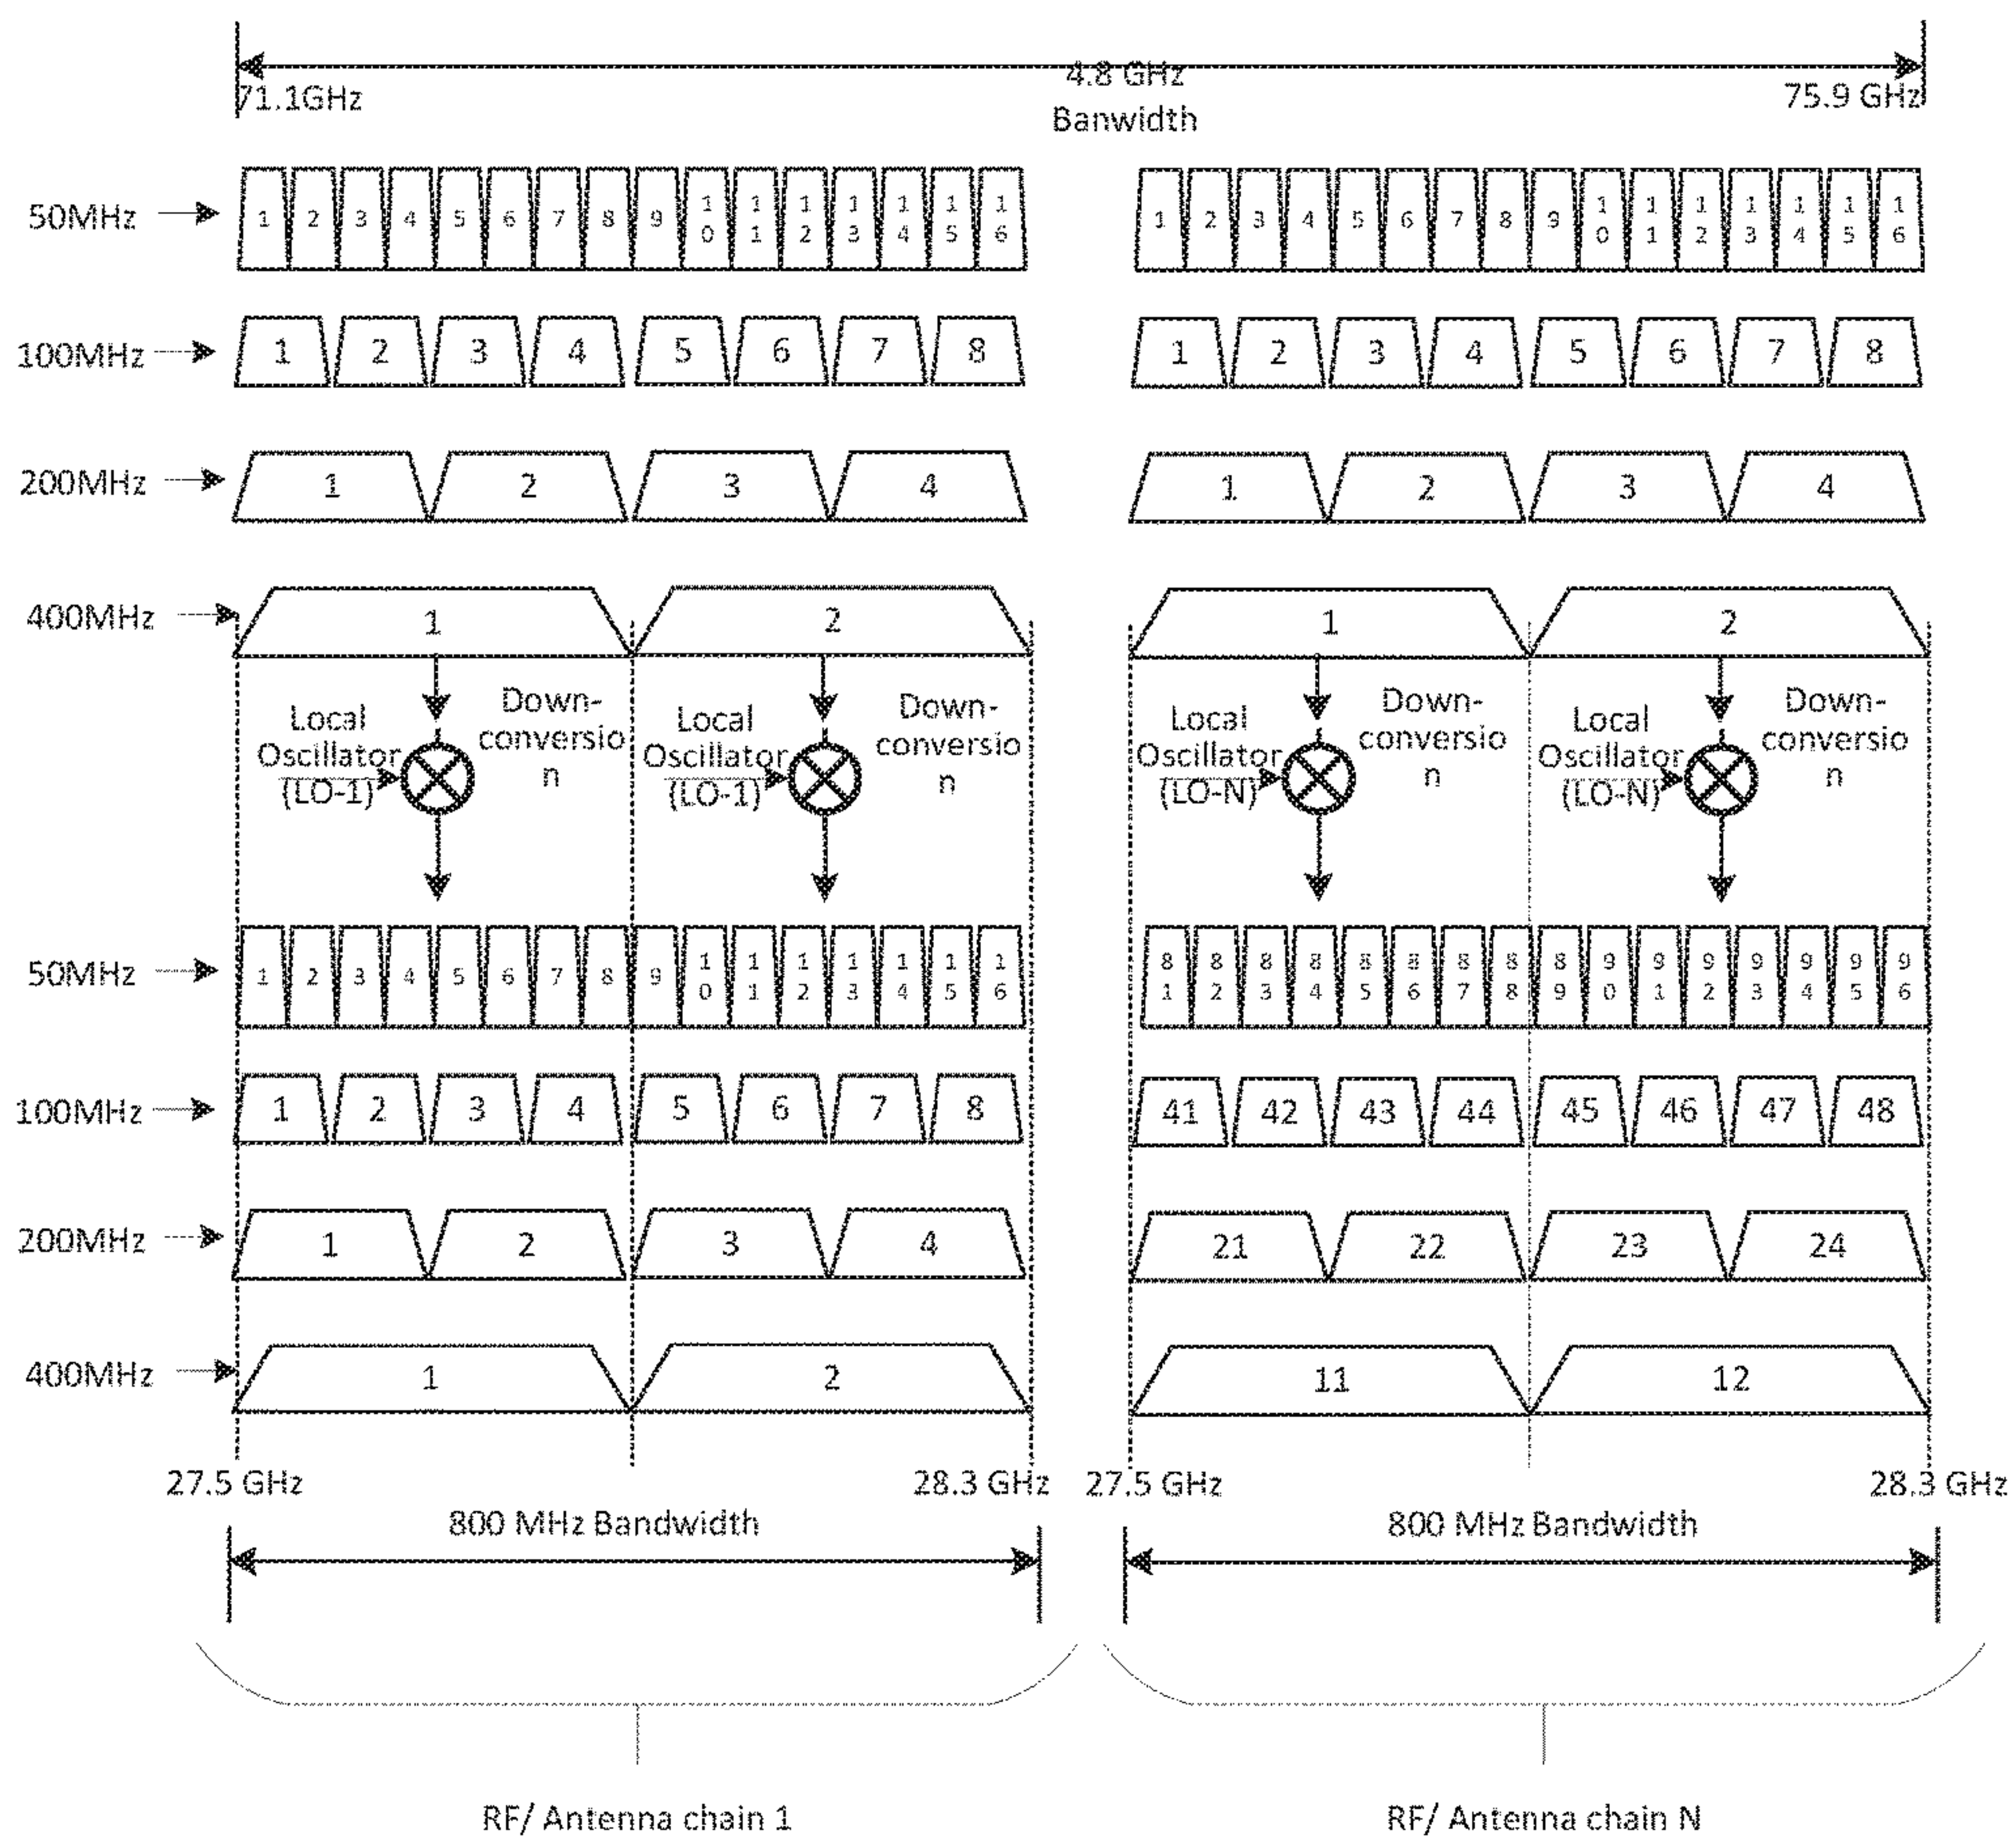 4.8 GHz
71.1GHz 75.9 GHz
Banwidth
50MHz 1 2 3 4 5 6 7 8 9 10 11 12 13 14 15 16 1 2 3 4 5 6 7 8 9 10 11 12 13 14 15 16
100MHz 1 2 3 4 5 6 7 8 1 2 3 4 5 6 7 8
200MHz 1 2 3 4 1 2 3 4
400MHz 1 2 1 2
Local
Oscillator
(LO-1)
Down-
conversio
n
Local
Oscillator
(LO-1)
Down-
conversio
n
Local
Oscillator
(LO-N)
Down-
conversio
n
Local
Oscillator
(LO-N)
Down-
conversio
n
50MHz 1 2 3 4 5 6 7 8 9 10 11 12 13 14 15 16 81 82 83 84 85 86 87 88 89 90 91 92 93 94 95 96
100MHz 1 2 3 4 5 6 7 8 41 42 43 44 45 46 47 48
200MHz 1 2 3 4 21 22 23 24
400MHz 1 2 11 12
27.5 GHz 28.3 GHz 27.5 GHz 28.3 GHz
800 MHz Bandwidth 800 MHz Bandwidth
RF/ Antenna chain 1 RF/ Antenna chain N